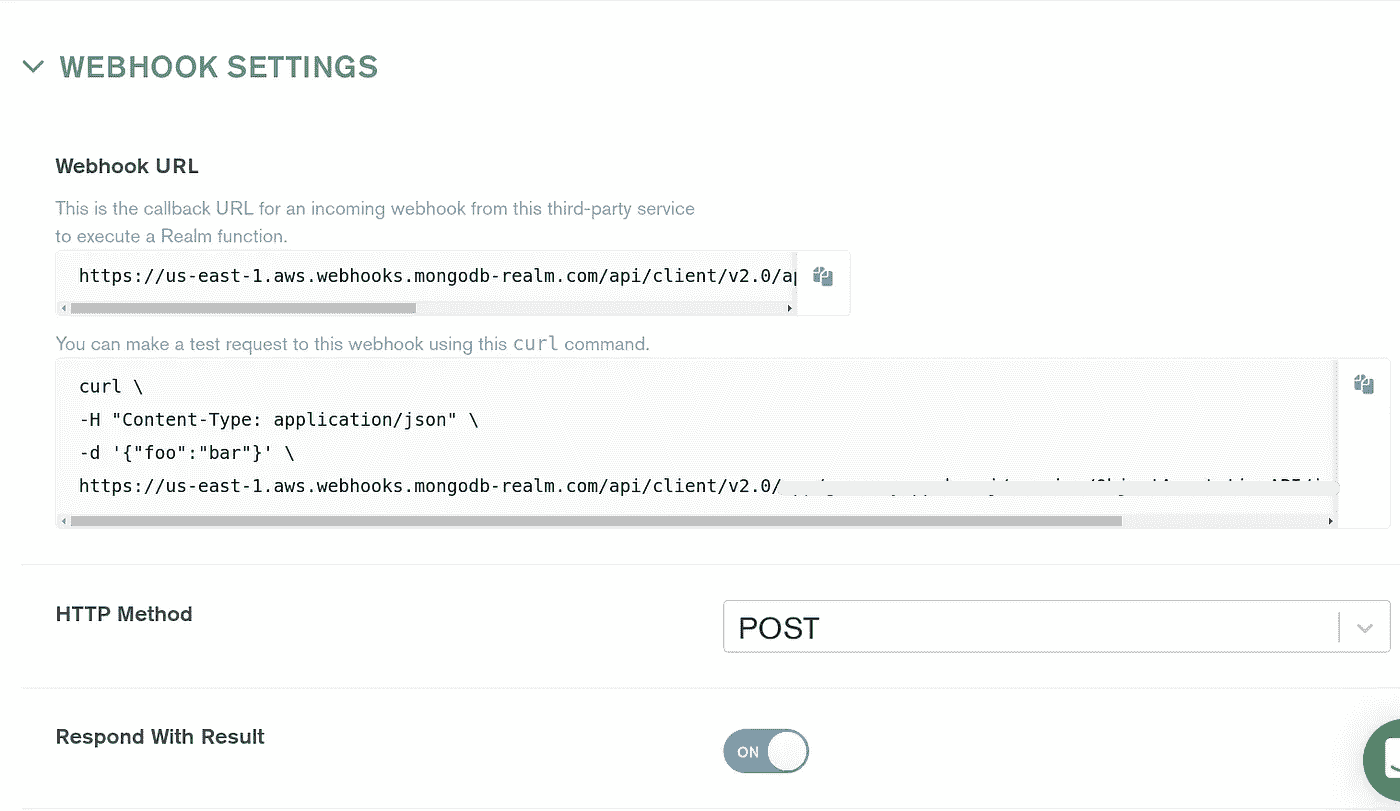 WEBHOOK SETTINGS
Webhook URL
This is the callback URL for an incoming webhook from this third-party service
to execute a Realm function.
https://us-east-1.aws.webhooks.mongodb-realm.com/api/client/v2.0/ap
You can make a test request to this webhook using this curl command.
curl \
-H "Content-Type: application/json" \
-d '{"foo":"bar"}' \
https://us-east-1.aws.webhooks.mongodb-realm.com/api/client/v2.0/
HTTP Method
POST
Respond With Result
ON